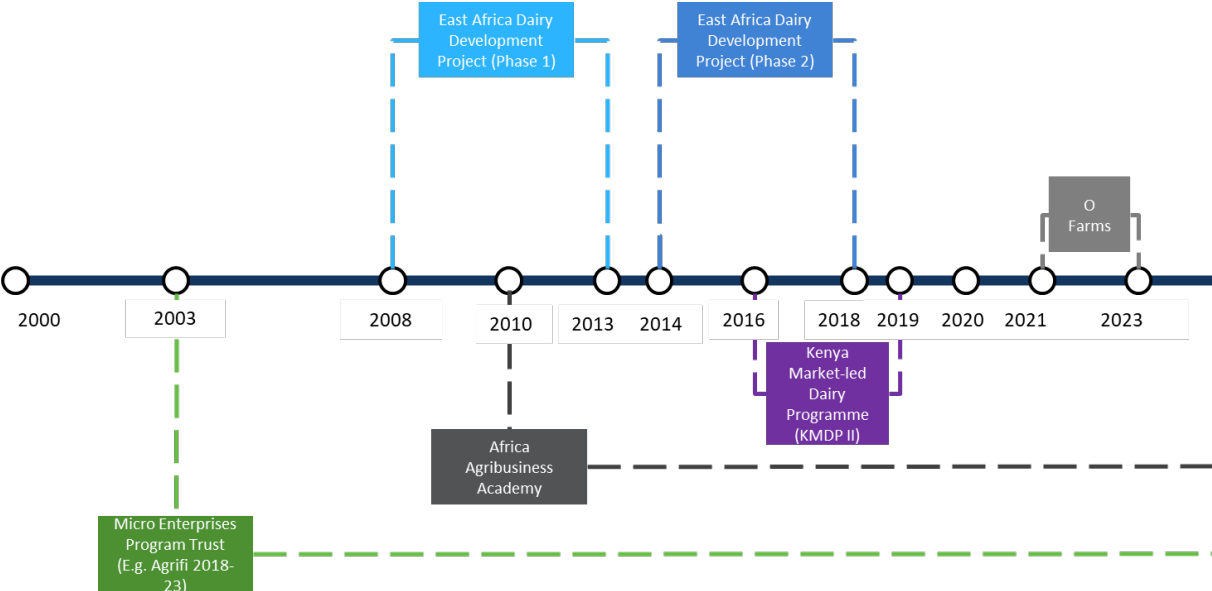 East Africa Dairy
Development
Project (Phase 1)
East Africa Dairy
Development
Project (Phase 2)
O
Farms
2000
2003
2008
2010
2013
2014
2016
2018
2019
2020
2021
2023
Kenya
Market-led
Dairy
Programme
(KMDP II)
Africa
Agribusiness
Academy
Micro Enterprises
Program Trust
(E.g. Agrifi 2018-
23)